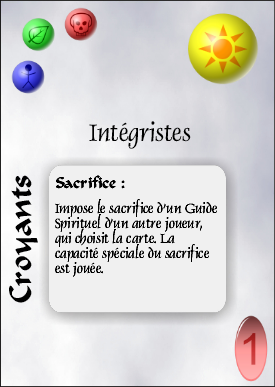 Intégristes
Croyants
Sacrifice :
Impose le sacrifice d'un Guide
Spirituel d'un autre joueur,
qui choisit la carte. La
capacité spéciale du sacrifice
est jouée.
1